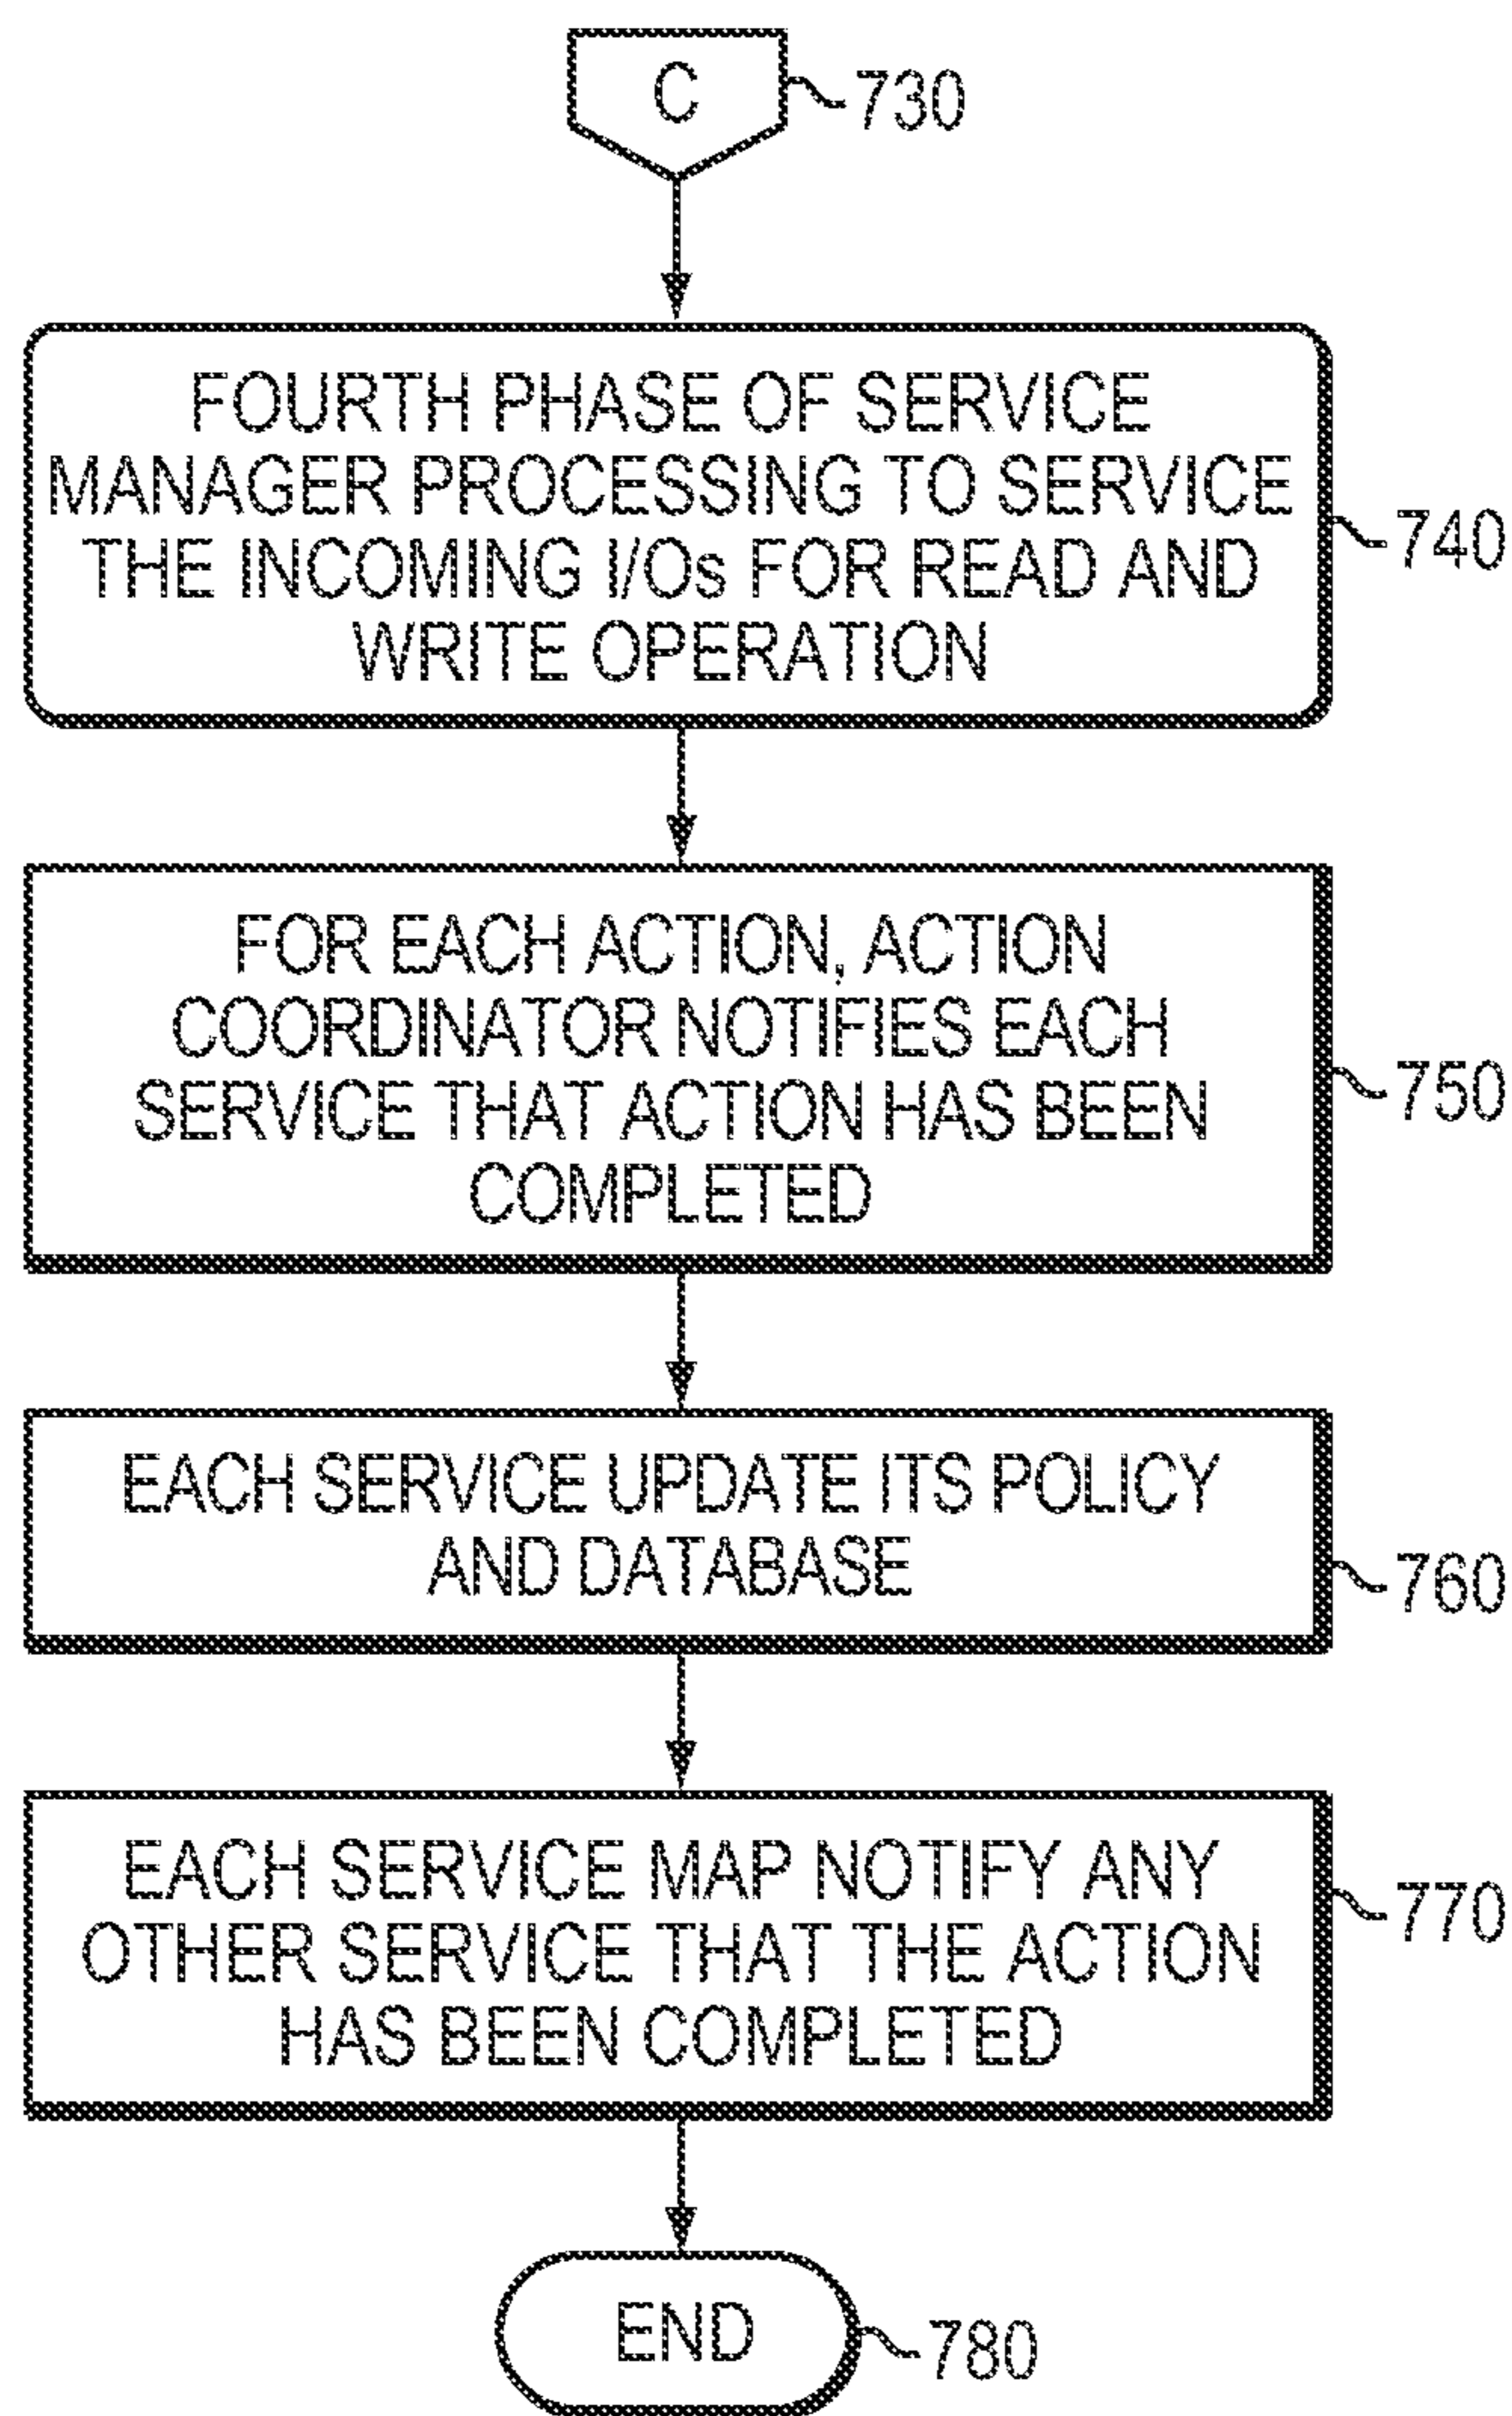 C
730
FOURTH PHASE OF SERVICE
MANAGER PROCESSING TO SERVICE
THE INCOMING I/Os FOR READ AND
WRITE OPERATION
740
FOR EACH ACTION, ACTION
COORDINATOR NOTIFIES EACH
SERVICE THAT ACTION HAS BEEN
COMPLETED
750
EACH SERVICE UPDATE ITS POLICY
AND DATABASE
760
EACH SERVICE MAP NOTIFY ANY
OTHER SERVICE THAT THE ACTION
HAS BEEN COMPLETED
770
END
780